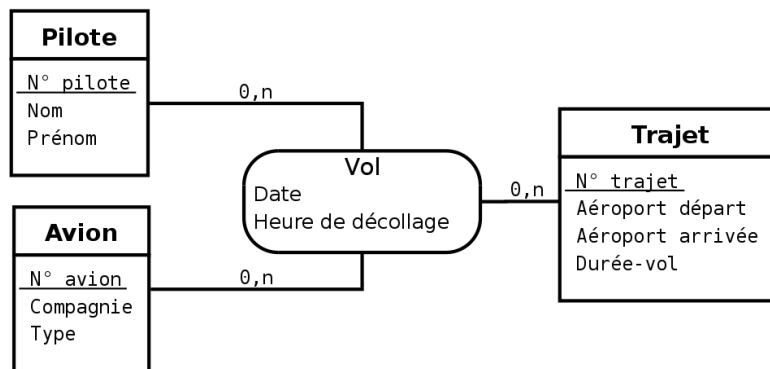 Pilote
N° pilote
Nom
Prénom
0,n
Vol
Date
Heure de décollage
0,n
Trajet
N° trajet
Aéroport départ
Aéroport arrivée
Durée-vol
Avion
N° avion
Compagnie
Type
0,n